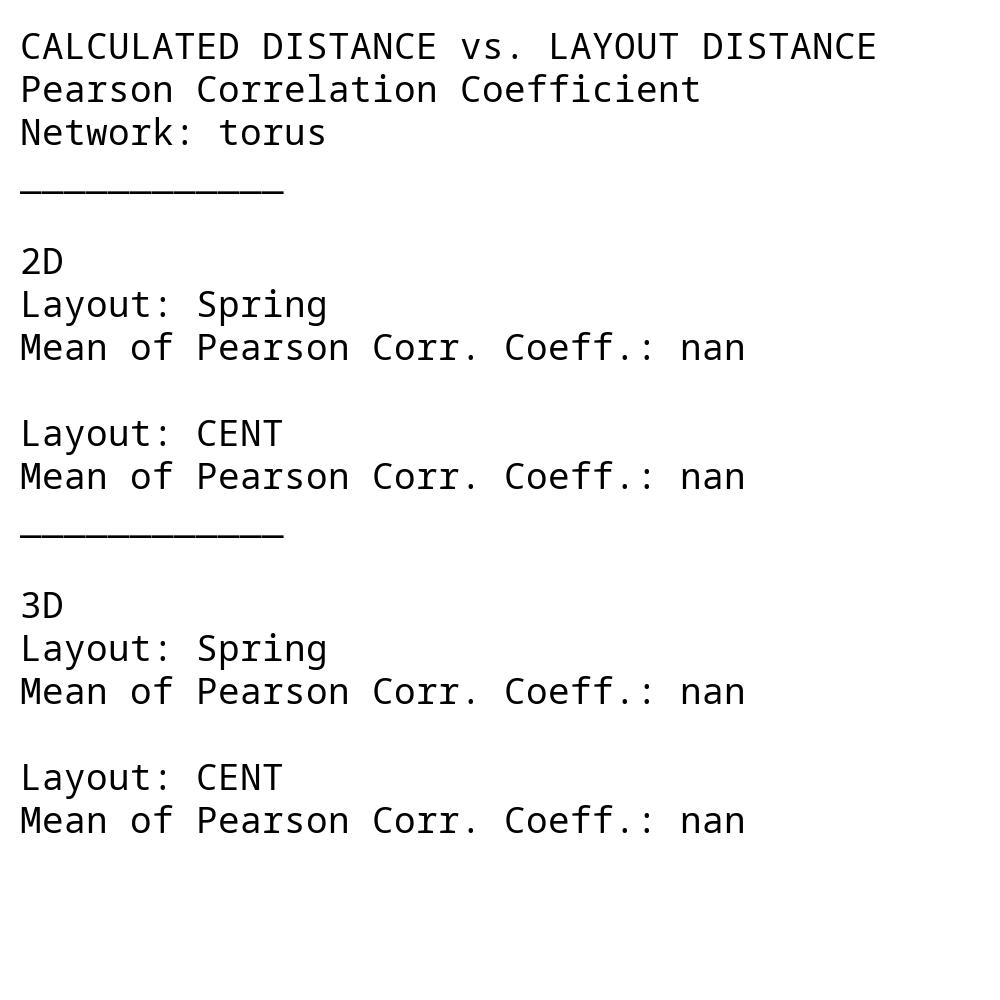 CALCULATED DISTANCE vs. LAYOUT DISTANCE
Pearson Correlation Coefficient
Network: torus
____________
2D
Layout: Spring
Mean of Pearson Corr. Coeff.: nan
Layout: CENT
Mean of Pearson Corr. Coeff.: nan
____________
3D
Layout: Spring
Mean of Pearson Corr. Coeff.: nan
Layout: CENT
Mean of Pearson Corr. Coeff.: nan